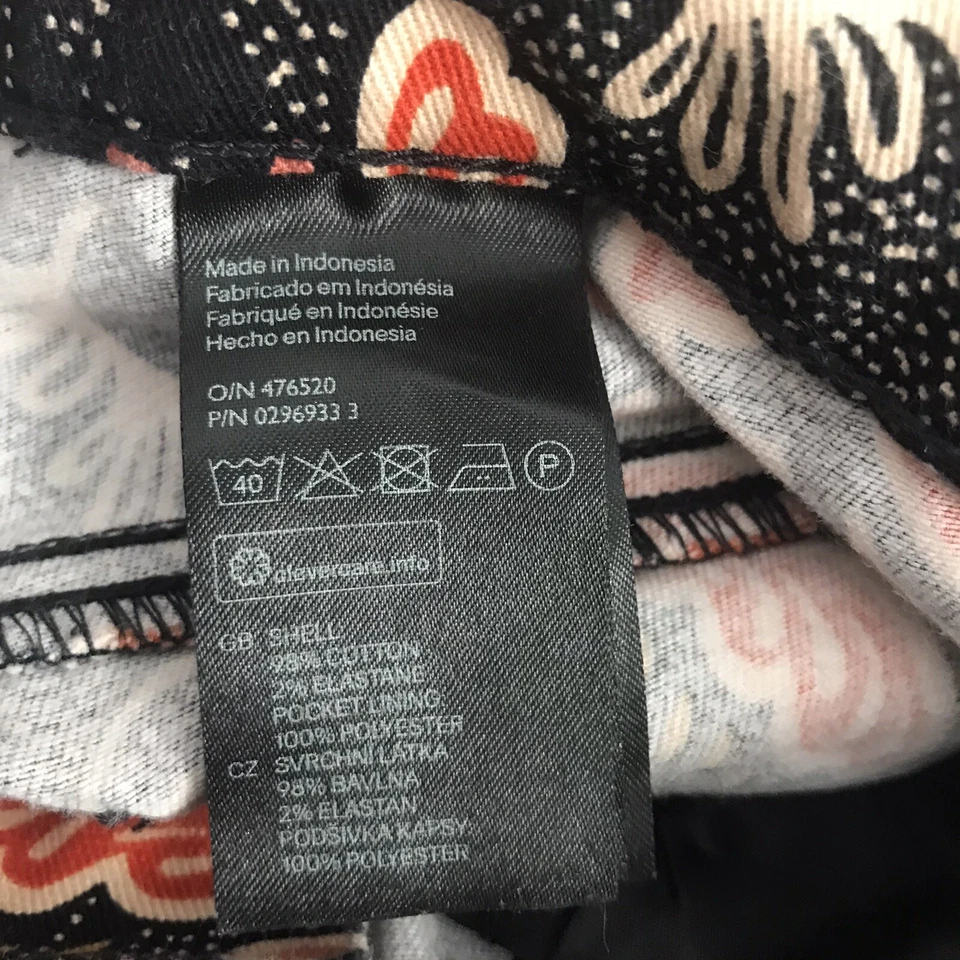 Made in Indonesia
Fabricado em Indonésia
Fabriqué en Indonésie
Hecho en Indonesia
O/N 476520
P/N 0296933 3
40 P
clevercare.info
GB SHELL
98% COTTON
2% ELASTANE
POCKET LINING
100% POLYESTER
CZ SVRCHNÍ LÁTKA
98% BAVLNA
2% ELASTAN
PODŠÍVKA KAPSY
100% POLYESTER